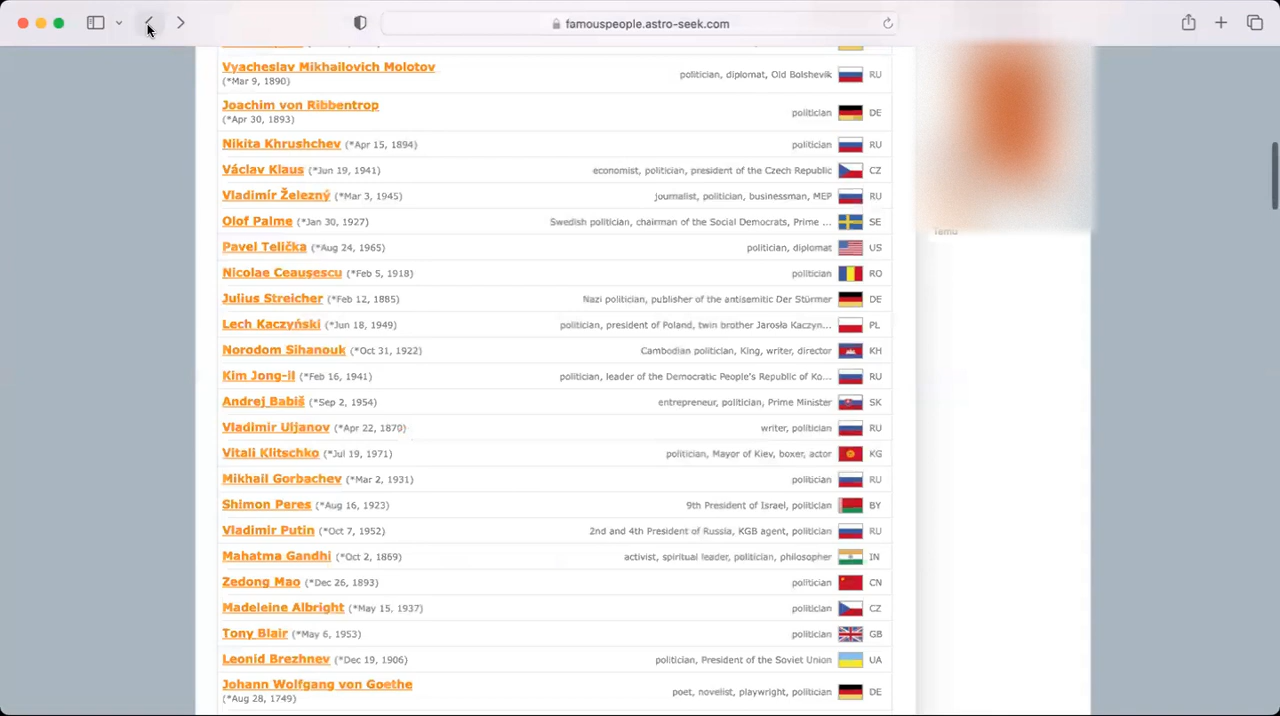 famouspeople.astro-seek.com
Vyacheslav Mikhailovich Molotov
politician, diplomat, Old Bolshevik RU
(*Mar 9, 1890)
Joachim von Ribbentrop
politician DE
(*Apr 30, 1893)
Nikita Khrushchev (*Apr 15, 1894) politician RU
Václav Klaus (*Jun 19, 1941) economist, politician, president of the Czech Republic CZ
Vladimír Železný (*Mar 3, 1945) journalist, politician, businessman, MEP RU
Olof Palme (*Jan 30, 1927) Swedish politician, chairman of the Social Democrats, Prime ... SE
Temu
Pavel Telička (*Aug 24, 1965) politician, diplomat US
Nicolae Ceauşescu (*Feb 5, 1918) politician RO
Julius Streicher (*Feb 12, 1885) Nazi politician, publisher of the antisemitic Der Stürmer DE
Lech Kaczyński (*Jun 18, 1949) politician, president of Poland, twin brother Jarosła Kaczyn... PL
Norodom Sihanouk (*Oct 31, 1922) Cambodian politician, King, writer, director KH
Kim Jong-il (*Feb 16, 1941) politician, leader of the Democratic People's Republic of Ko... RU
Andrej Babiš (*Sep 2, 1954) entrepreneur, politician, Prime Minister SK
Vladimir Uljanov (*Apr 22, 1870) writer, politician RU
Vitali Klitschko (*Jul 19, 1971) politician, Mayor of Kiev, boxer, actor KG
Mikhail Gorbachev (*Mar 2, 1931) politician RU
Shimon Peres (*Aug 16, 1923) 9th President of Israel, politician BY
Vladimir Putin (*Oct 7, 1952) 2nd and 4th President of Russia, KGB agent, politician RU
Mahatma Gandhi (*Oct 2, 1869) activist, spiritual leader, politician, philosopher IN
Zedong Mao (*Dec 26, 1893) politician CN
Madeleine Albright (*May 15, 1937) politician CZ
Tony Blair (*May 6, 1953) politician GB
Leonid Brezhnev (*Dec 19, 1906) politician, President of the Soviet Union UA
Johann Wolfgang von Goethe
poet, novelist, playwright, politician DE
(*Aug 28, 1749)